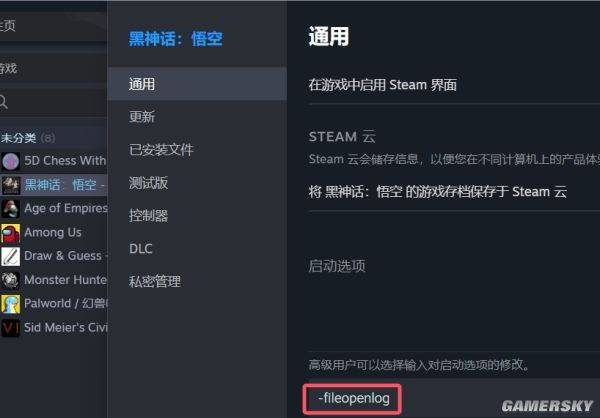 主页
游戏
未分类 (8)
5D Chess With
黑神话：悟空 -
Age of Empires
Among Us
Draw & Guess -
Monster Hunte
Palworld / 幻兽
Sid Meier's Civi
黑神话：悟空
通用
更新
已安装文件
测试版
控制器
DLC
私密管理
通用
在游戏中启用 Steam 界面
STEAM 云
Steam 云会储存信息，以便您在不同计算机上的产品体
将 黑神话：悟空 的游戏存档保存于 Steam 云
启动选项
高级用户可以选择输入对启动选项的修改。
-fileopenlog
GAMERSKY